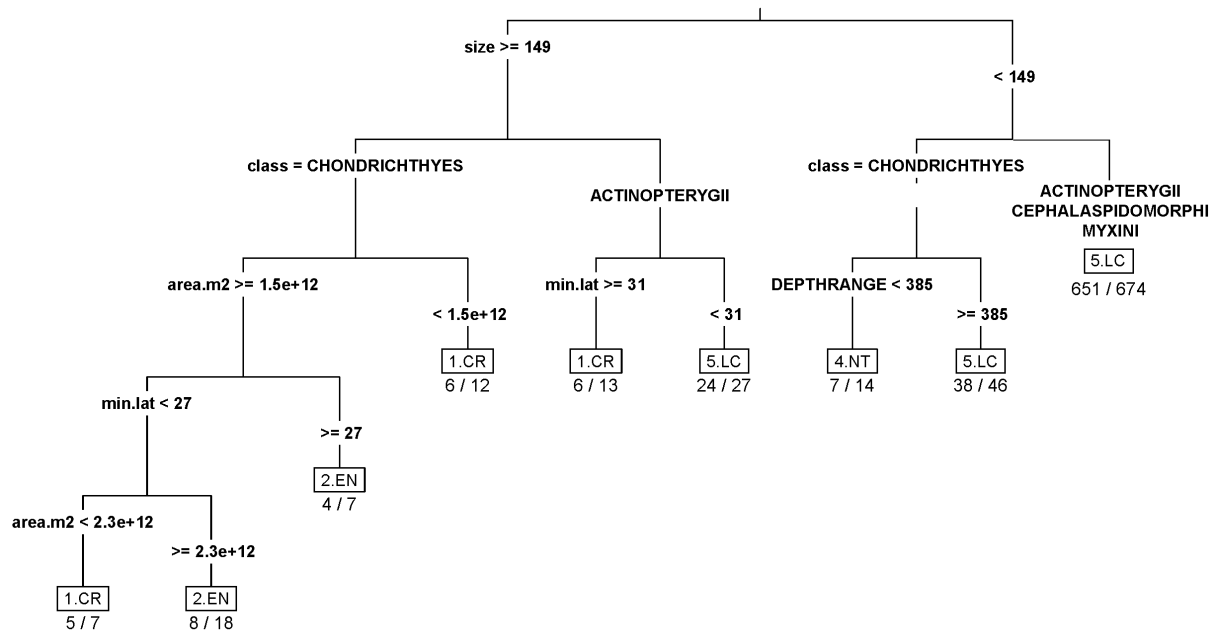 size >= 149
< 149
class = CHONDRICHTHYES
class = CHONDRICHTHYES
ACTINOPTERYGII
ACTINOPTERYGII
CEPHALASPIDOMORPHI
MYXINI
5.LC
651 / 674
area.m2 >= 1.5e+12
min.lat >= 31
DEPTHRANGE < 385
< 1.5e+12
< 31
>= 385
1.CR
1.CR
5.LC
4.NT
5.LC
6 / 12
6 / 13
24 / 27
7 / 14
38 / 46
min.lat < 27
>= 27
2.EN
4 / 7
area.m2 < 2.3e+12
>= 2.3e+12
1.CR
2.EN
5 / 7
8 / 18